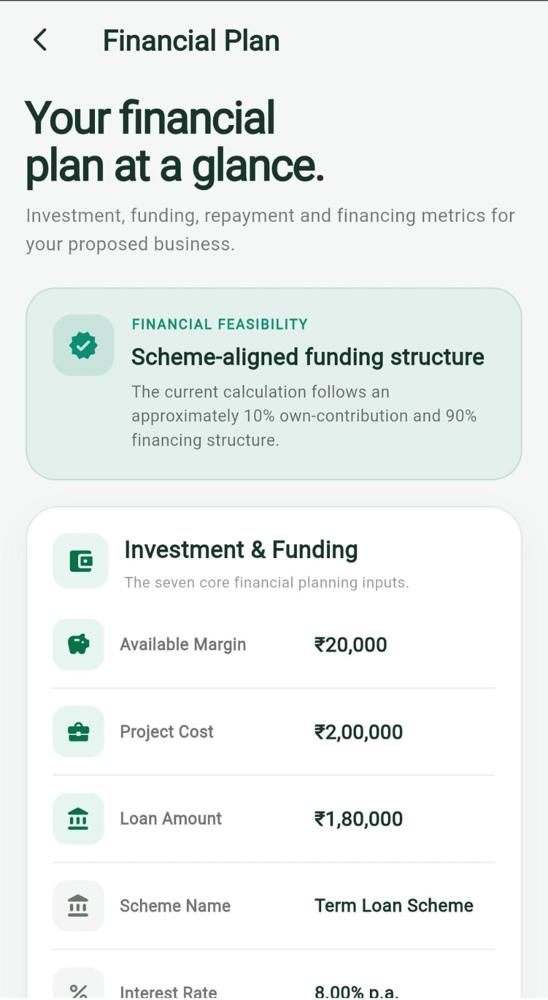 Financial Plan
Your financial
plan at a glance.
Investment, funding, repayment and financing metrics for
your proposed business.
FINANCIAL FEASIBILITY
Scheme-aligned funding structure
The current calculation follows an
approximately 10% own-contribution and 90%
financing structure.
Investment & Funding
The seven core financial planning inputs.
Available Margin ₹20,000
Project Cost ₹2,00,000
Loan Amount ₹1,80,000
Scheme Name Term Loan Scheme
Interest Rate 8.00% p.a.